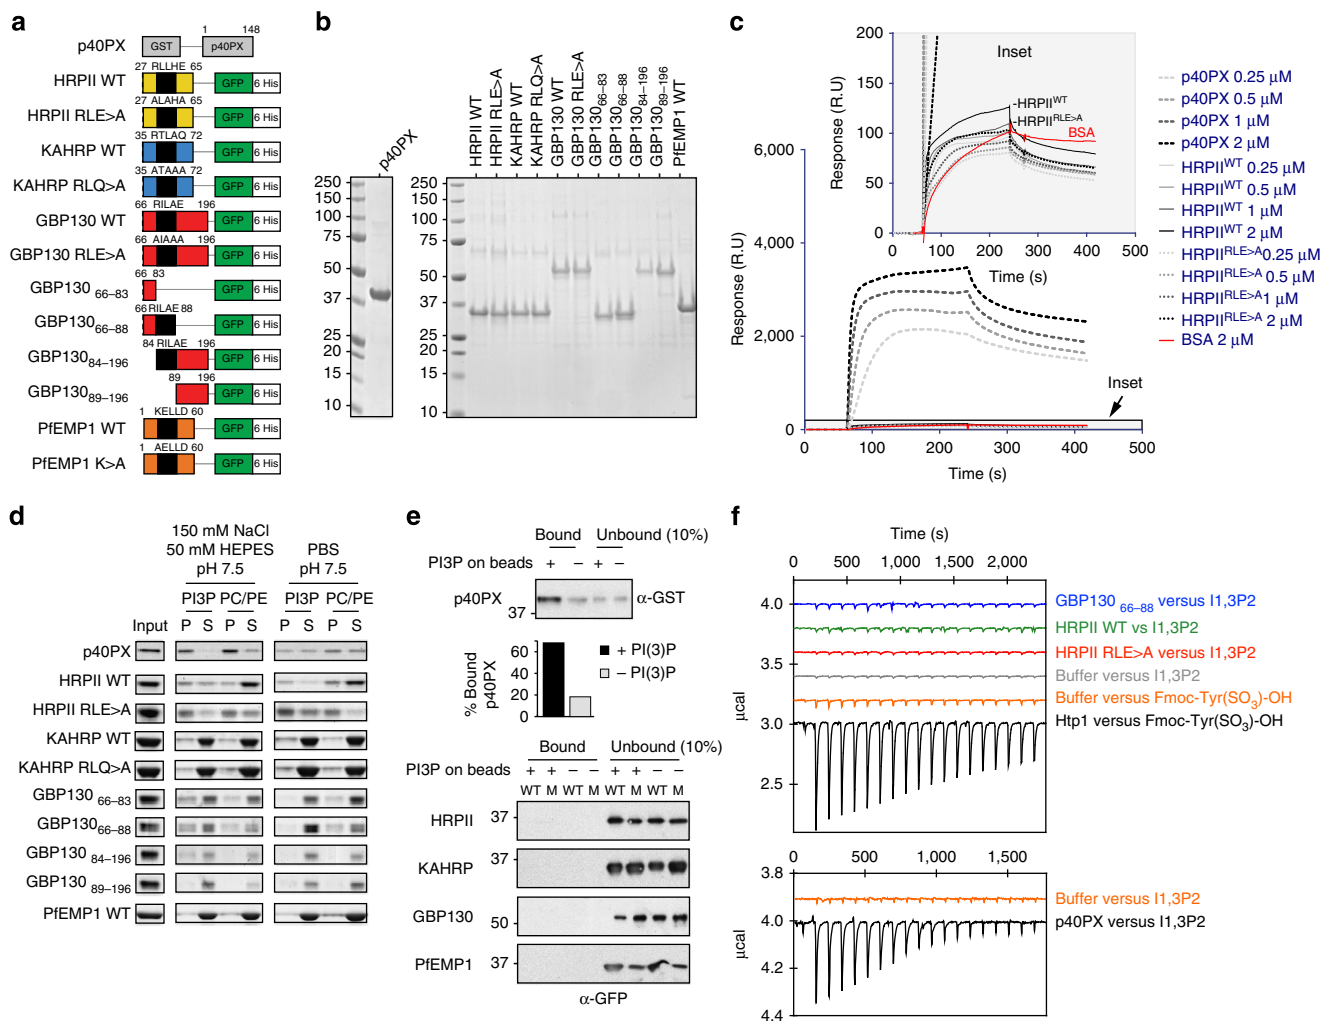 a
1 148
p40PX GST p40PX
27 RLLHE 65
HRPII WT GFP 6 His
27 ALAHA 65
HRPII RLE>A GFP 6 His
35 RTLAQ 72
KAHRP WT GFP 6 His
35 ATAAA 72
KAHRP RLQ>A GFP 6 His
66 RILAE 196
GBP130 WT GFP 6 His
66 AIAAA 196
GBP130 RLE>A GFP 6 His
66 83
GBP130 66–83 GFP 6 His
66 RILAE 88
GBP130 66–88 GFP 6 His
84 RILAE 196
GBP130 84–196 GFP 6 His
89 196
GBP130 89–196 GFP 6 His
1 KELLD 60
PfEMP1 WT GFP 6 His
1 AELLD 60
PfEMP1 K>A GFP 6 His
b
p40PX
250
150
100
75
50
37
25
20
15
10
HRPII WT
HRPII RLE>A
KAHRP WT
KAHRP RLQ>A
GBP130 WT
GBP130 RLE>A
GBP130 66–83
GBP130 66–88
GBP130 84–196
GBP130 89–196
PfEMP1 WT
250
150
100
75
50
37
25
20
15
10
c
Response (R.U)
6,000
4,000
2,000
0
0 100 200 300 400 500
Time (s)
Inset
Response (R.U)
200
150
100
50
0
0 100 200 300 400 500
Time (s)
Inset
-HRPII WT
-HRPII RLE>A
BSA
p40PX 0.25 μM
p40PX 0.5 μM
p40PX 1 μM
p40PX 2 μM
HRPII WT 0.25 μM
HRPII WT 0.5 μM
HRPII WT 1 μM
HRPII WT 2 μM
HRPII RLE>A 0.25 μM
HRPII RLE>A 0.5 μM
HRPII RLE>A 1 μM
HRPII RLE>A 2 μM
BSA 2 μM
d
150 mM NaCl
50 mM HEPES
pH 7.5
PBS
pH 7.5
PI3P PC/PE PI3P PC/PE
Input P S P S P S P S
p40PX
HRPII WT
HRPII RLE>A
KAHRP WT
KAHRP RLQ>A
GBP130 66–83
GBP130 66–88
GBP130 84–196
GBP130 89–196
PfEMP1 WT
e
Bound Unbound (10%)
PI3P on beads + – + –
p40PX 37 α-GST
% Bound
p40PX
60
40
20
0
+ PI(3)P
– PI(3)P
Bound Unbound (10%)
PI3P on beads + + – – + + – –
WT M WT M WT M WT M
HRPII 37
KAHRP 37
GBP130 50
PfEMP1 37
α-GFP
f
Time (s)
0 500 1,000 1,500 2,000
4.0
3.5
3.0
2.5
μcal
GBP130 66–88 versus I1,3P2
HRPII WT vs I1,3P2
HRPII RLE>A versus I1,3P2
Buffer versus I1,3P2
Buffer versus Fmoc-Tyr(SO3)-OH
Htp1 versus Fmoc-Tyr(SO3)-OH
0 500 1,000 1,500
3.8
4.0
4.2
4.4
μcal
Buffer versus I1,3P2
p40PX versus I1,3P2